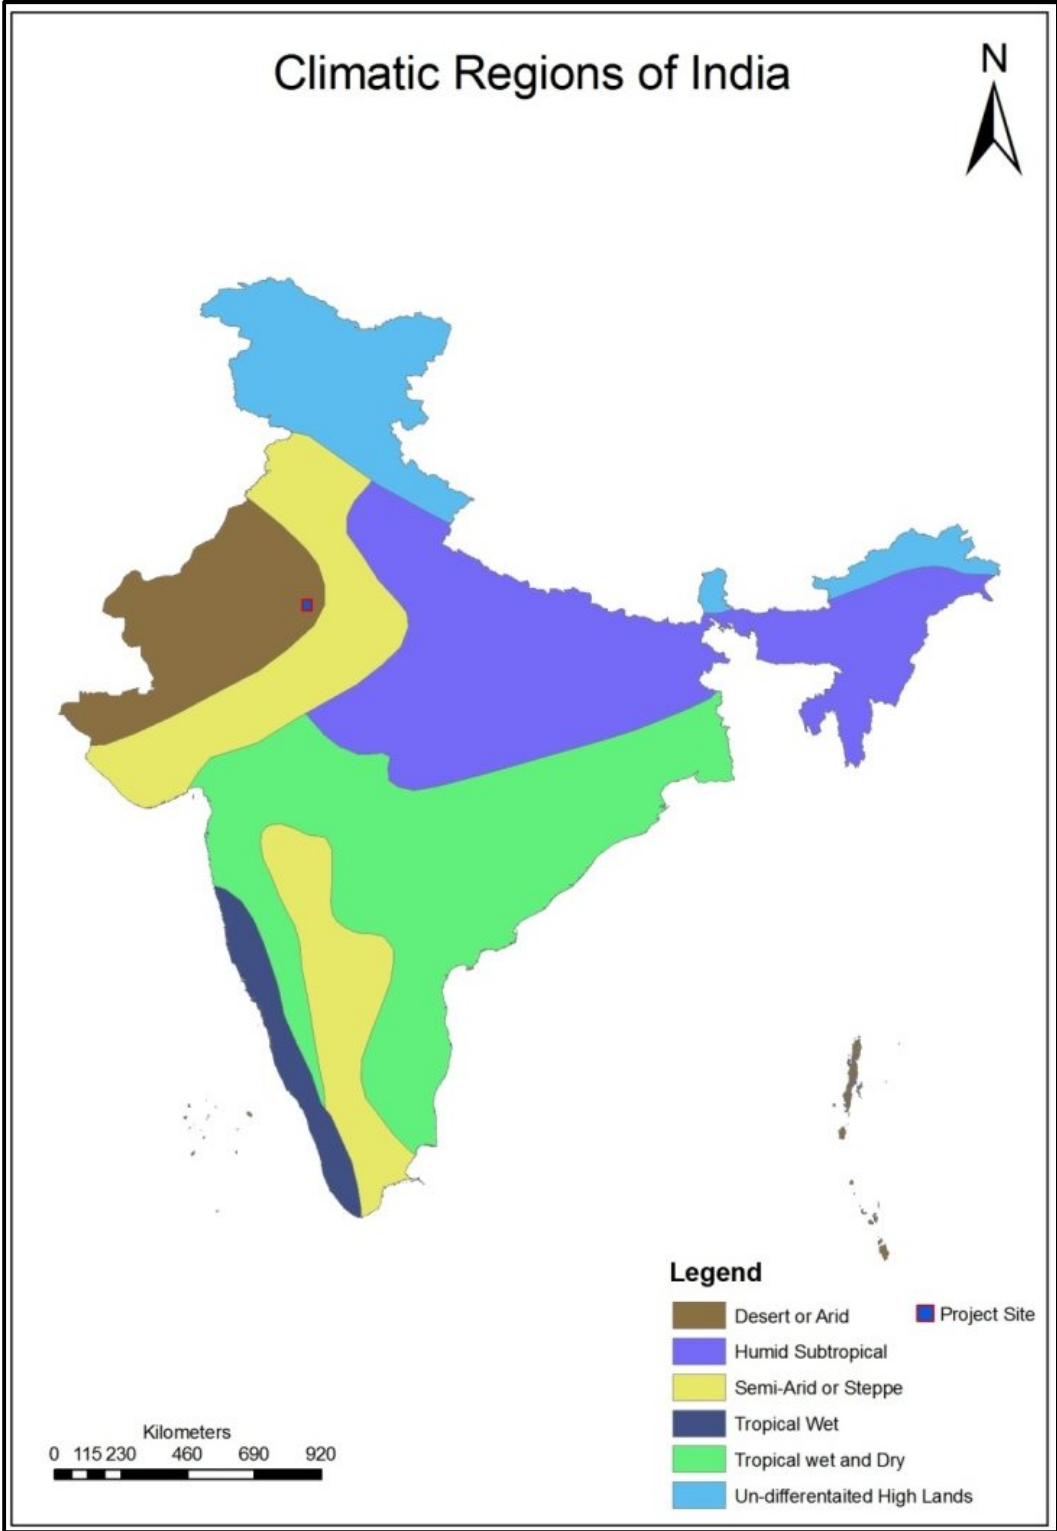 Climatic Regions of India
N
Legend
Desert or Arid
Project Site
Humid Subtropical
Semi-Arid or Steppe
Tropical Wet
Tropical wet and Dry
Un-differentaited High Lands
Kilometers
0 115 230 460 690 920